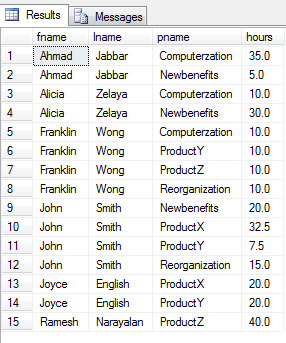 Results Messages
fname lname pname hours
1 Ahmad Jabbar Computerzation 35.0
2 Ahmad Jabbar Newbenefits 5.0
3 Alicia Zelaya Computerzation 10.0
4 Alicia Zelaya Newbenefits 30.0
5 Franklin Wong Computerzation 10.0
6 Franklin Wong ProductY 10.0
7 Franklin Wong ProductZ 10.0
8 Franklin Wong Reorganization 10.0
9 John Smith Newbenefits 20.0
10 John Smith ProductX 32.5
11 John Smith ProductY 7.5
12 John Smith Reorganization 15.0
13 Joyce English ProductX 20.0
14 Joyce English ProductY 20.0
15 Ramesh Narayalan ProductZ 40.0